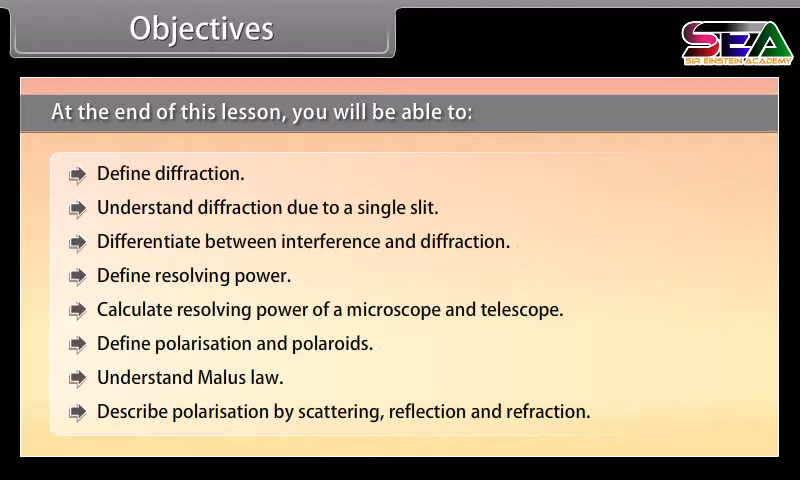 Objectives
SEA
SIR EINSTEIN ACADEMY
At the end of this lesson, you will be able to:
Define diffraction.
Understand diffraction due to a single slit.
Differentiate between interference and diffraction.
Define resolving power.
Calculate resolving power of a microscope and telescope.
Define polarisation and polaroids.
Understand Malus law.
Describe polarisation by scattering, reflection and refraction.